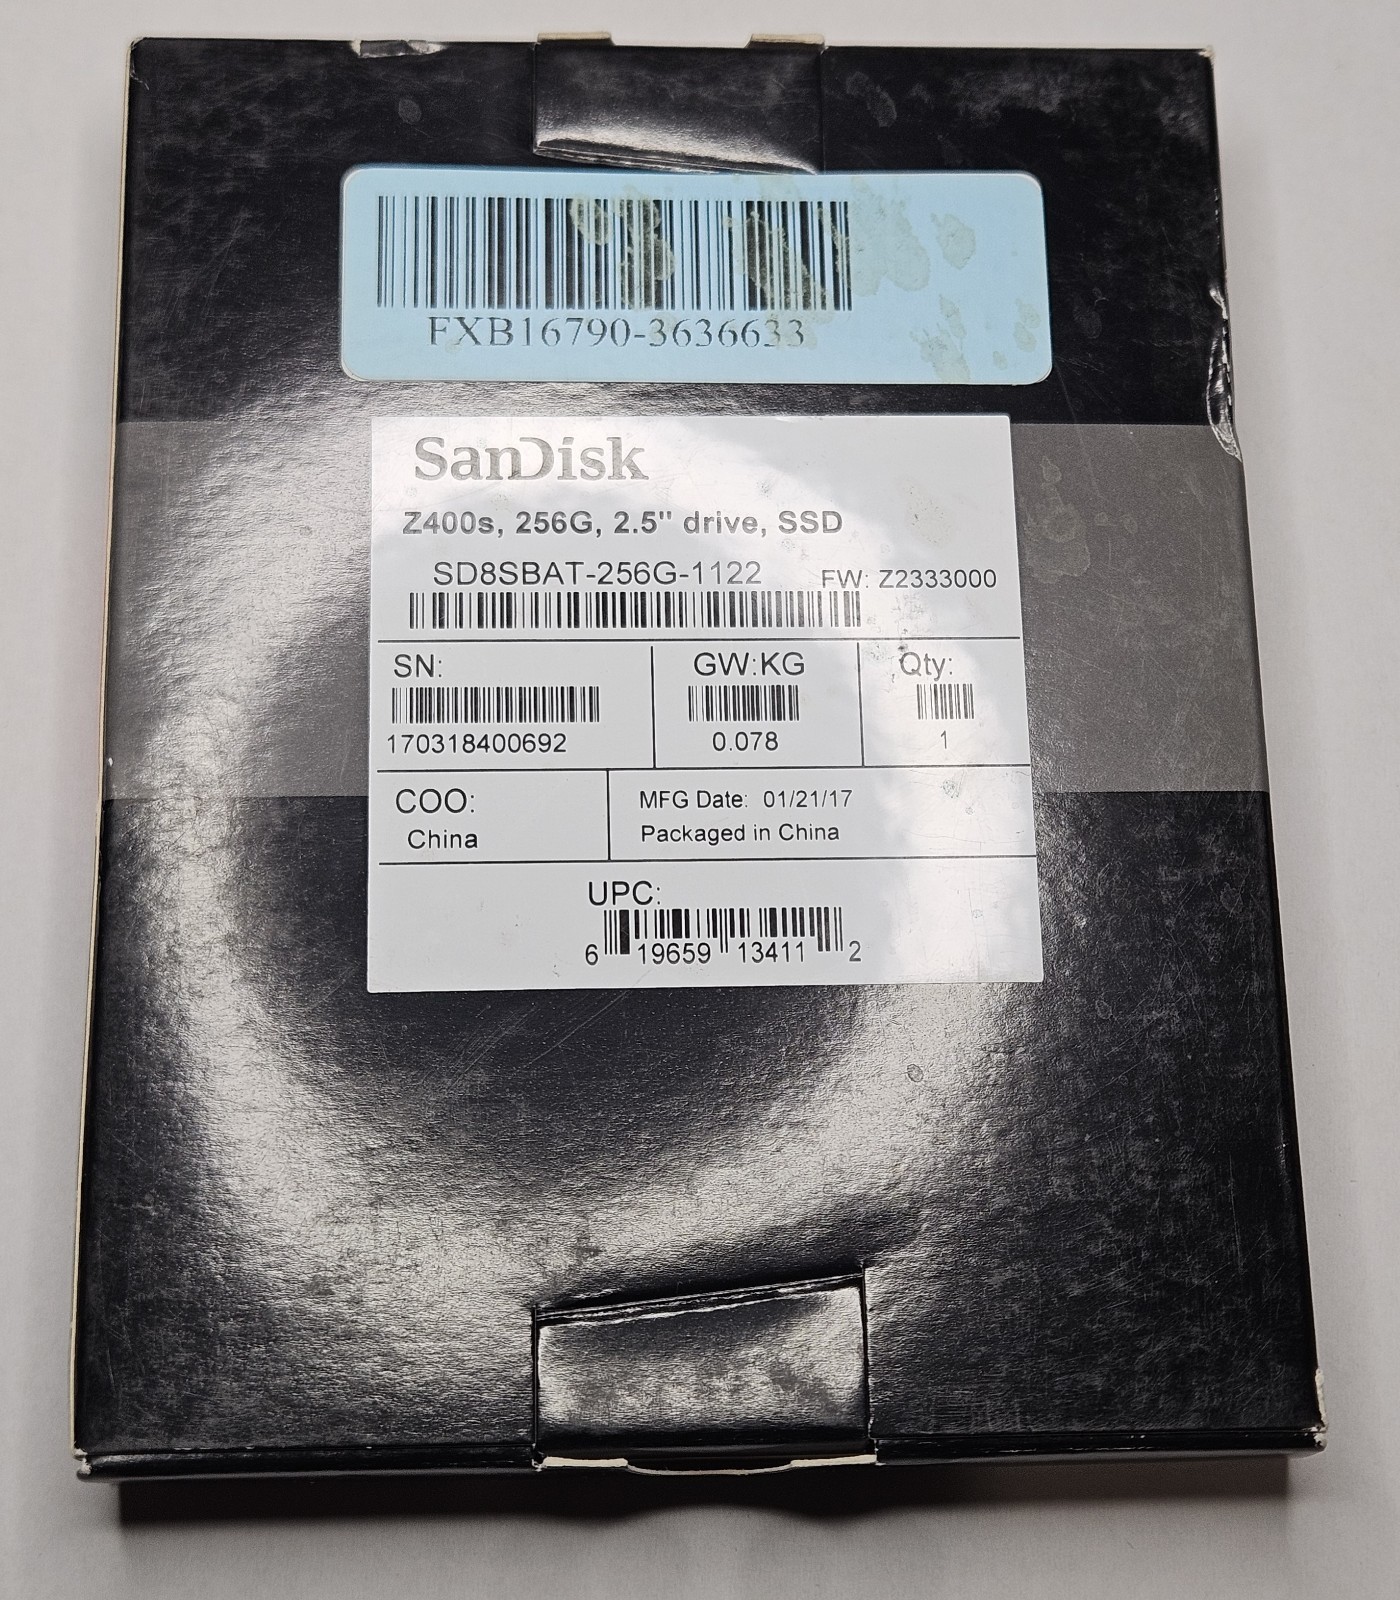 FXB16790-3636633
SanDisk
Z400s, 256G, 2.5" drive, SSD
SD8SBAT-256G-1122 FW: Z2333000
SN: GW:KG Qty:
170318400692 0.078 1
COO: MFG Date: 01/21/17
China Packaged in China
UPC:
6 19659 13411 2